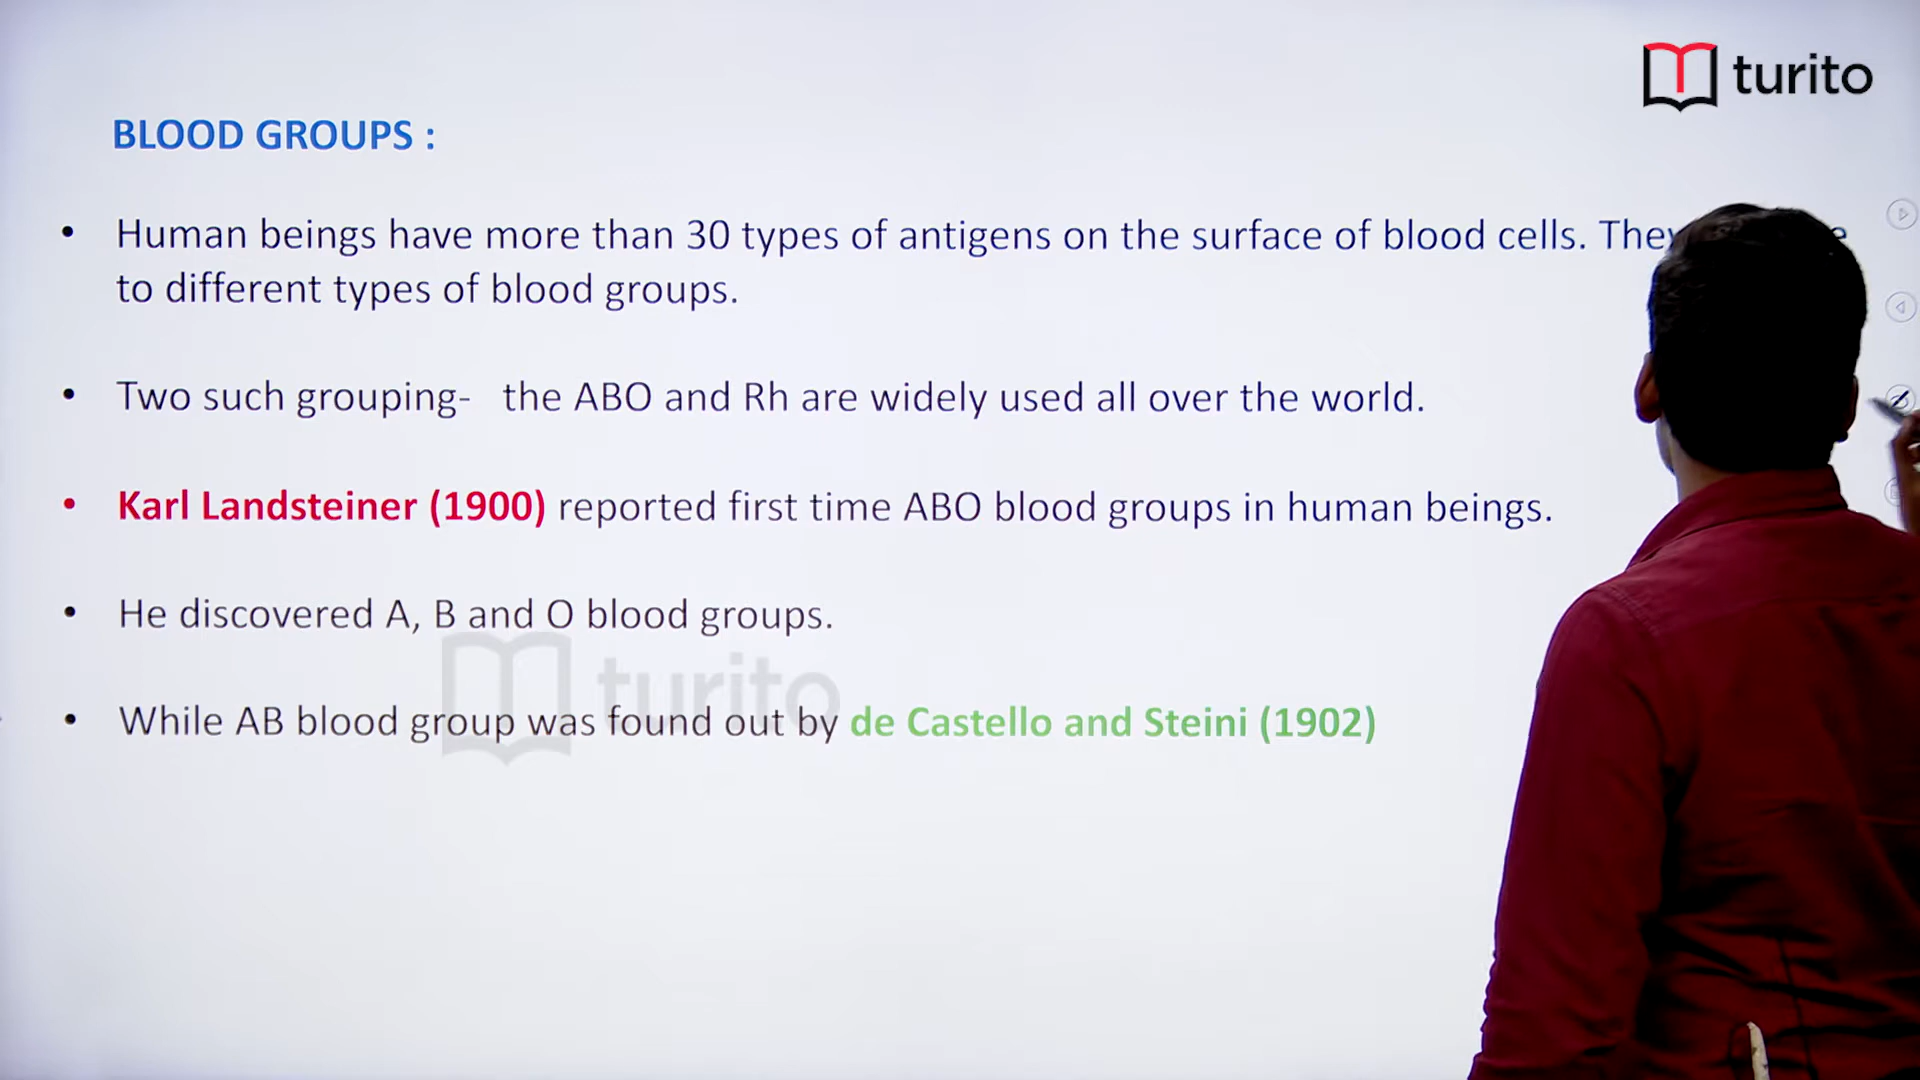 turito
BLOOD GROUPS :
• Human beings have more than 30 types of antigens on the surface of blood cells. They
to different types of blood groups.
• Two such grouping- the ABO and Rh are widely used all over the world.
• Karl Landsteiner (1900) reported first time ABO blood groups in human beings.
• He discovered A, B and O blood groups.
turito
• While AB blood group was found out by de Castello and Steini (1902)